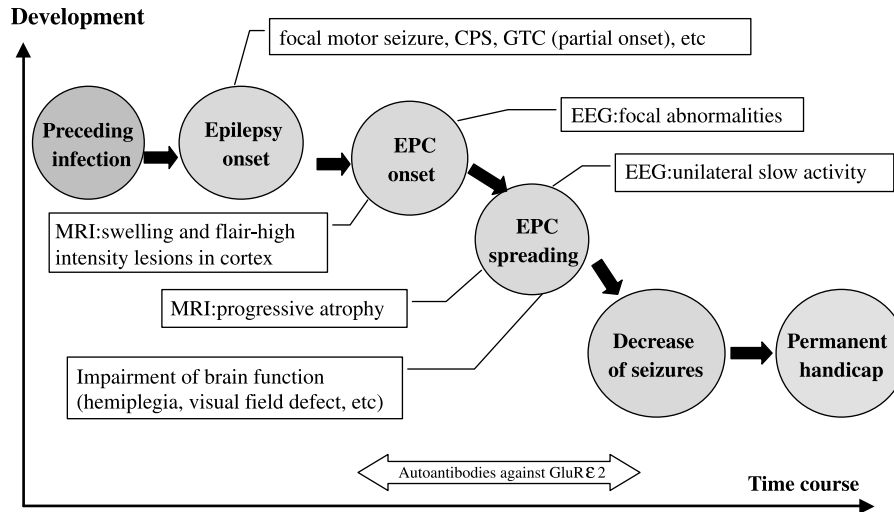 Development
focal motor seizure, CPS, GTC (partial onset), etc
Preceding
infection
Epilepsy
onset
EPC
onset
EEG:focal abnormalities
EEG:unilateral slow activity
MRI:swelling and flair-high
intensity lesions in cortex
EPC
spreading
MRI:progressive atrophy
Impairment of brain function
(hemiplegia, visual field defect, etc)
Decrease
of seizures
Permanent
handicap
Autoantibodies against GluRε2
Time course